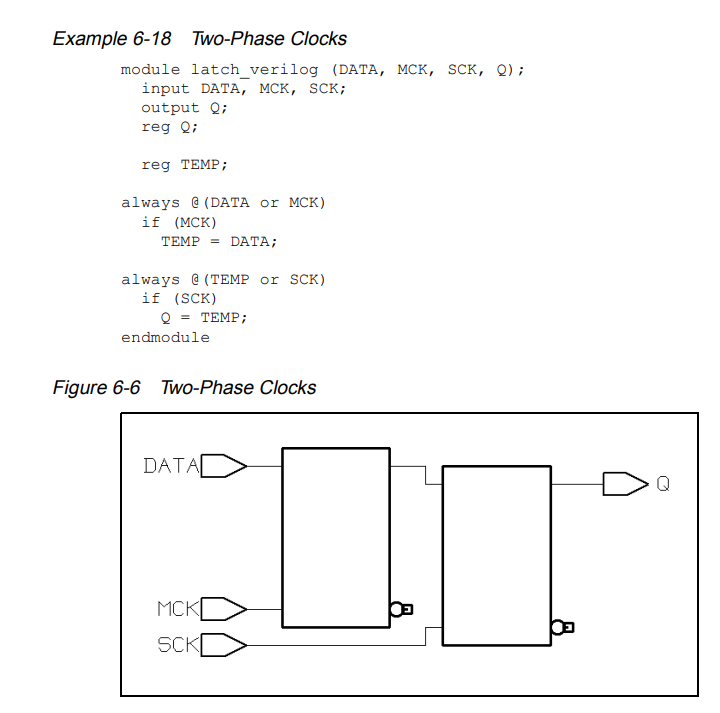 Example 6-18   Two-Phase Clocks
module latch_verilog (DATA, MCK, SCK, Q);
  input DATA, MCK, SCK;
  output Q;
  reg Q;

  reg TEMP;

always @(DATA or MCK)
  if (MCK)
    TEMP = DATA;

always @(TEMP or SCK)
  if (SCK)
    Q = TEMP;
endmodule
Figure 6-6   Two-Phase Clocks
DATA
Q
MCK
SCK